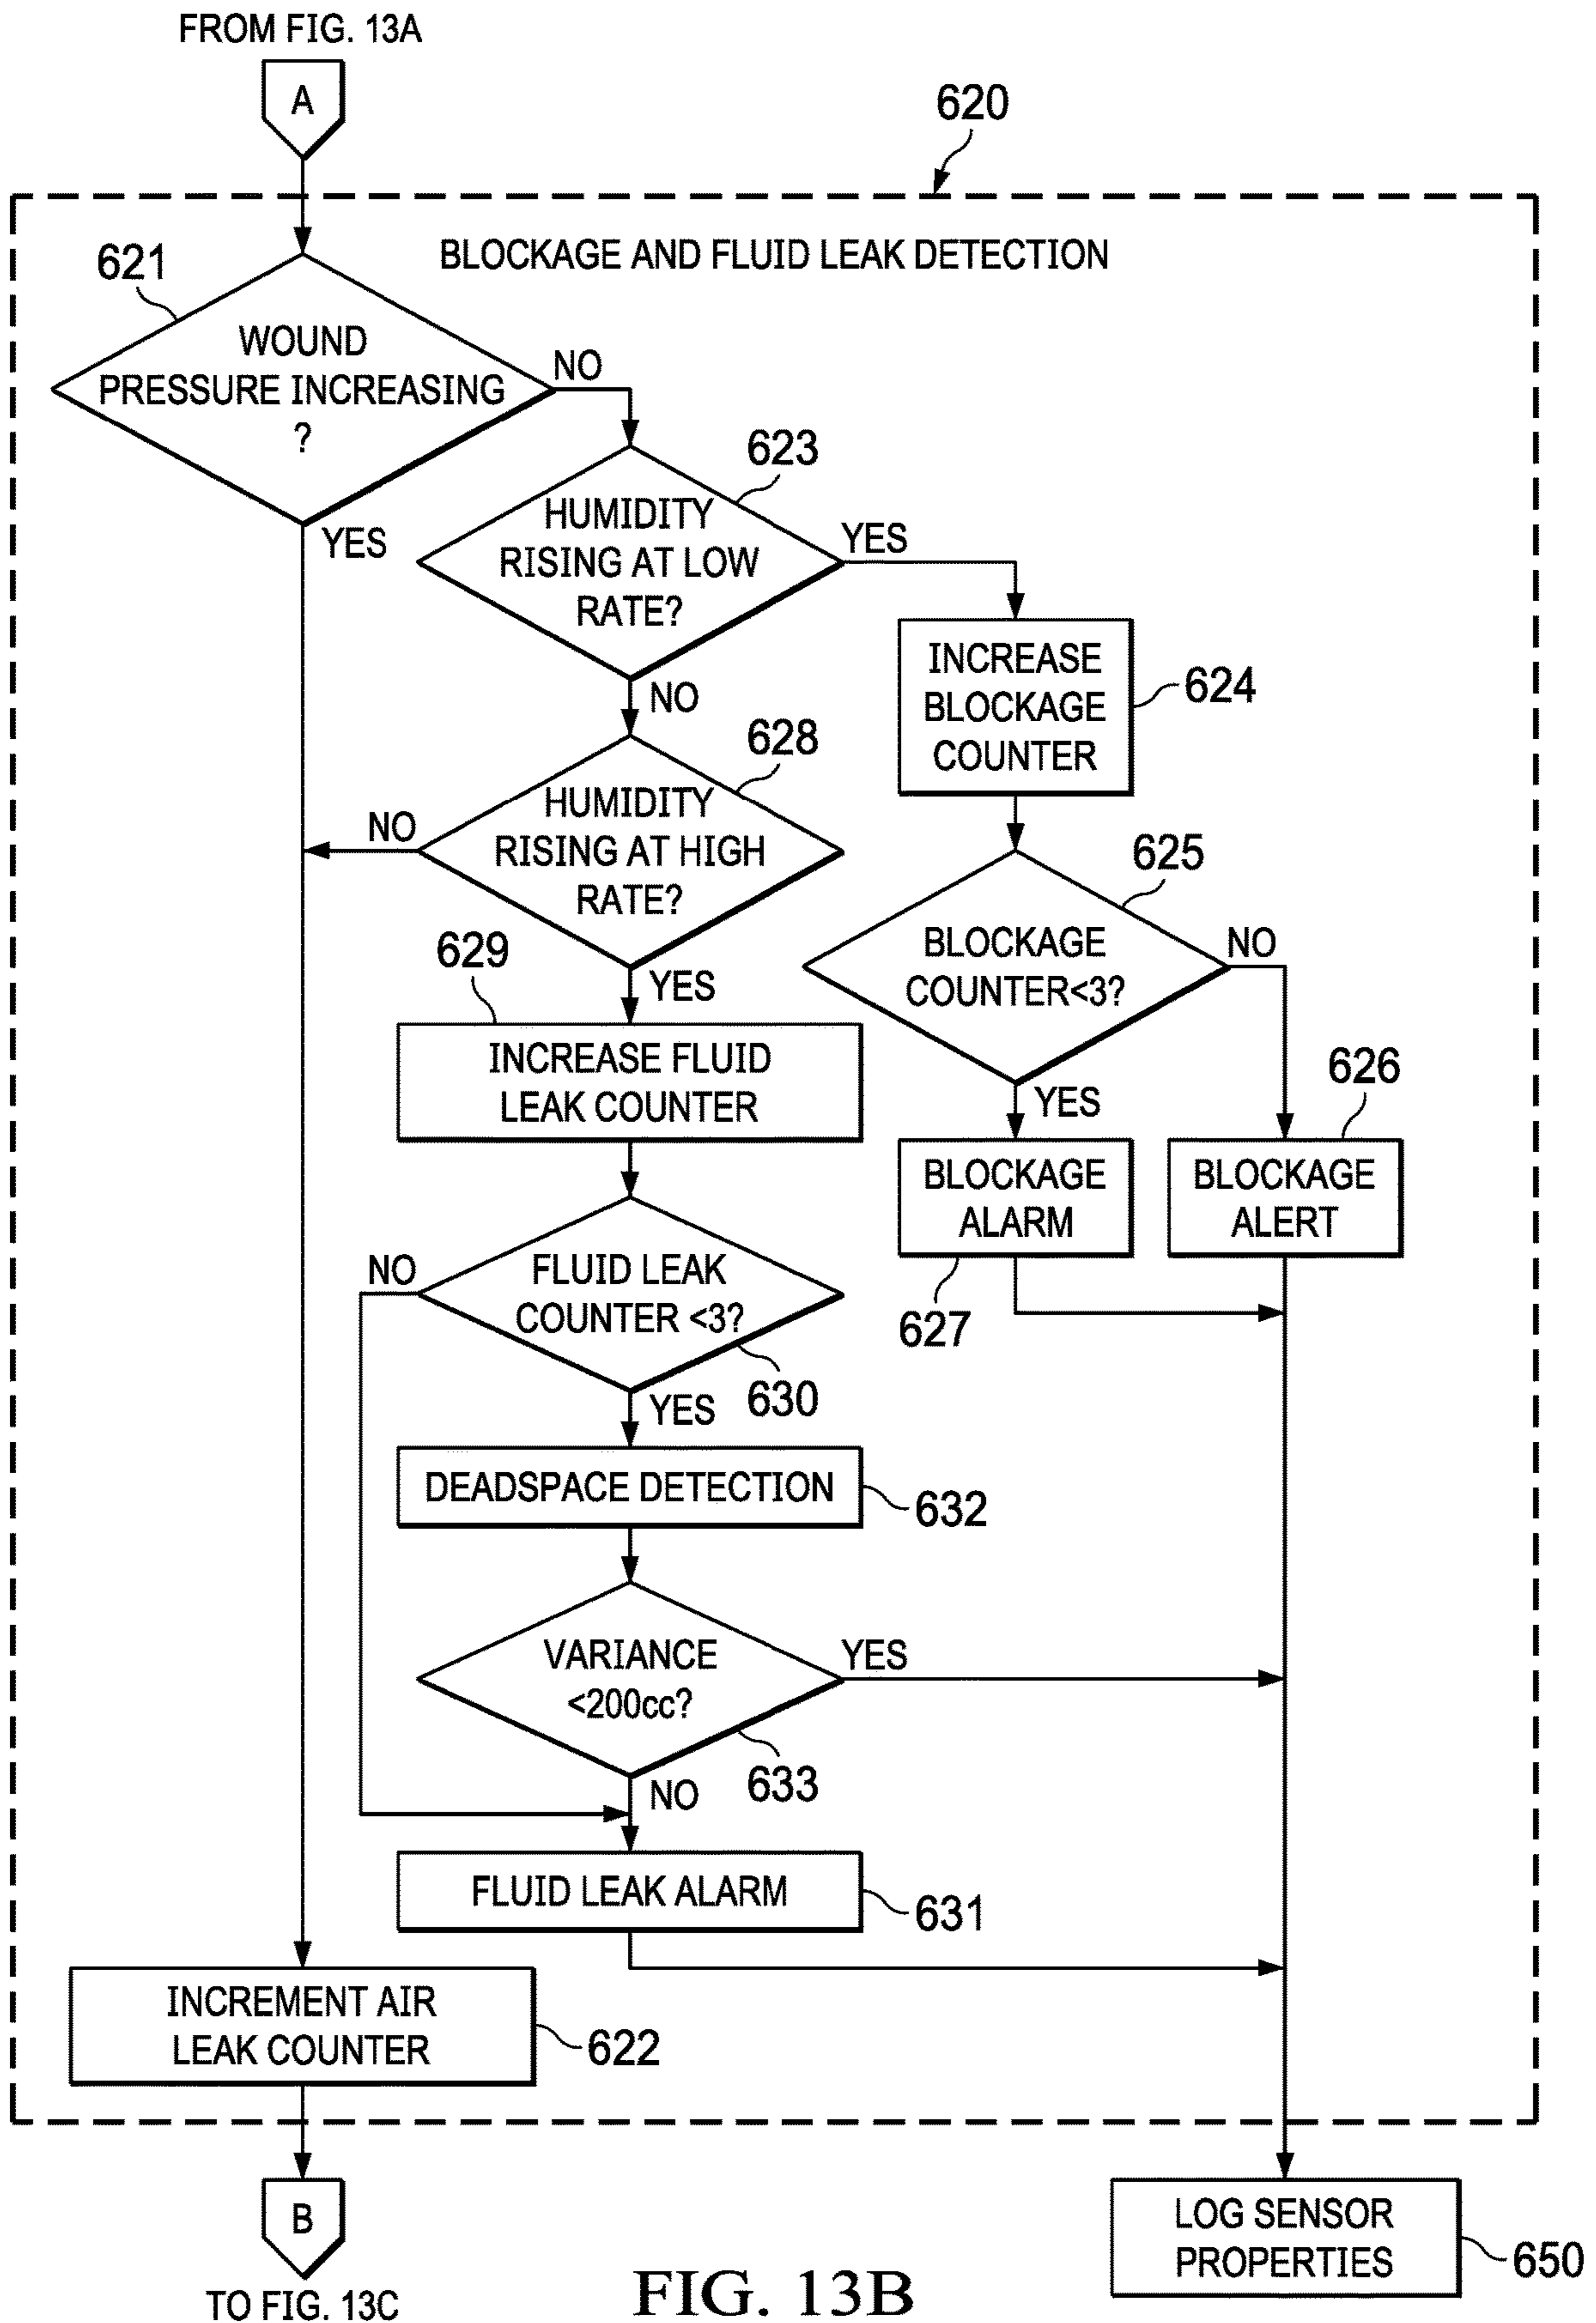 FROM FIG. 13A
A
620
BLOCKAGE AND FLUID LEAK DETECTION
621
WOUND
PRESSURE INCREASING
?
NO
YES
623
HUMIDITY
RISING AT LOW
RATE?
YES
NO
INCREASE
BLOCKAGE
COUNTER
624
628
HUMIDITY
RISING AT HIGH
RATE?
NO
YES
625
BLOCKAGE
COUNTER<3?
NO
YES
629
INCREASE FLUID
LEAK COUNTER
626
BLOCKAGE
ALARM
627
BLOCKAGE
ALERT
FLUID LEAK
COUNTER <3?
NO
YES
630
DEADSPACE DETECTION
632
VARIANCE
<200cc?
YES
NO
633
FLUID LEAK ALARM
631
INCREMENT AIR
LEAK COUNTER
622
B
TO FIG. 13C
LOG SENSOR
PROPERTIES
650
FIG. 13B